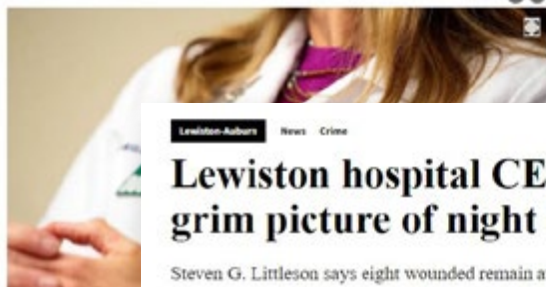 Lewiston-Auburn News Crime
Lewiston hospital CE
grim picture of night
Steven G. Littleson says eight wounded remain a